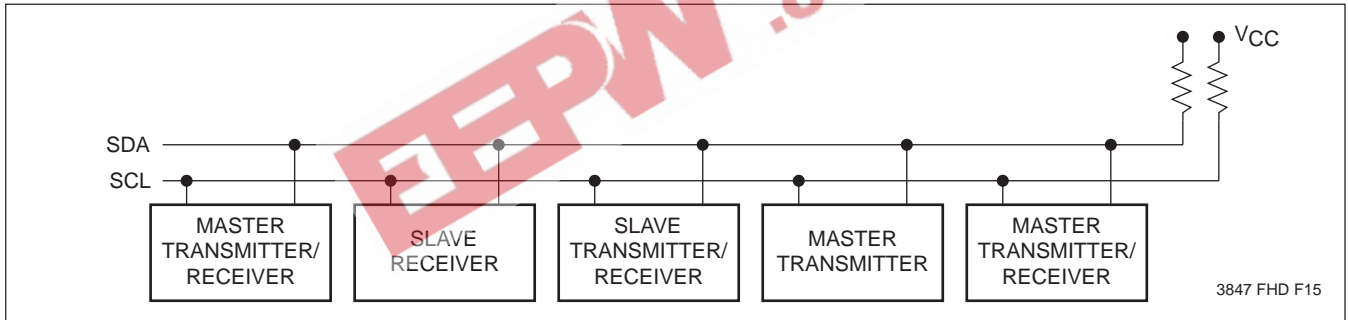 EEPW .c
VCC
SDA
SCL
MASTER
TRANSMITTER/
RECEIVER
SLAVE
RECEIVER
SLAVE
TRANSMITTER/
RECEIVER
MASTER
TRANSMITTER
MASTER
TRANSMITTER/
RECEIVER
3847 FHD F15